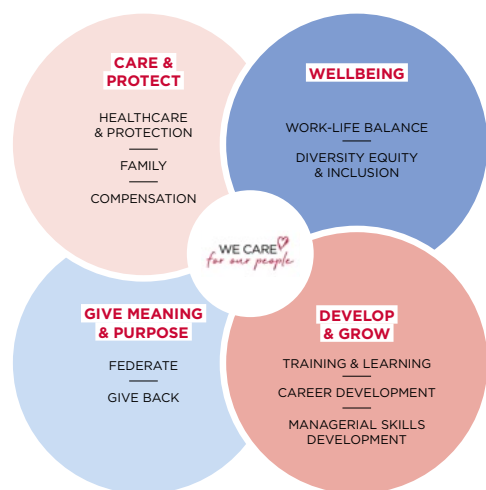 CARE &
PROTECT
HEALTHCARE
& PROTECTION
FAMILY
COMPENSATION
WELLBEING
WORK-LIFE BALANCE
DIVERSITY EQUITY
& INCLUSION
WE CARE
for our people
GIVE MEANING
& PURPOSE
FEDERATE
GIVE BACK
DEVELOP
& GROW
TRAINING & LEARNING
CAREER DEVELOPMENT
MANAGERIAL SKILLS
DEVELOPMENT